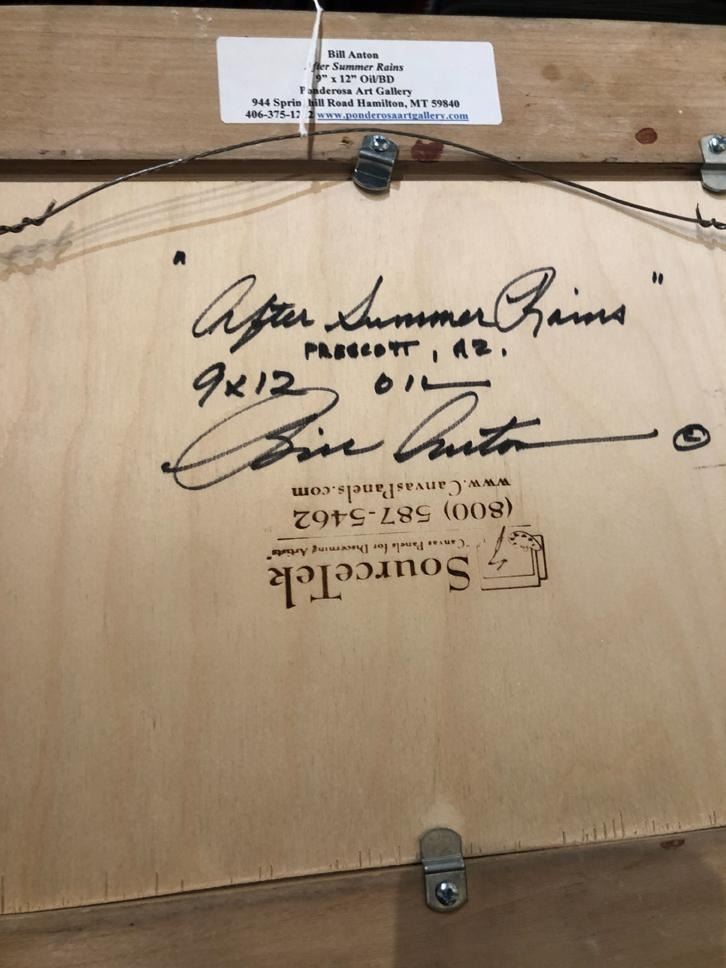 Bill Anton
After Summer Rains
9" x 12" Oil/BD
Ponderosa Art Gallery
944 Springhill Road Hamilton, MT 59840
www.ponderosaartgallery.com
"After Summer Rains"
PRESCOTT, AZ.
9x12 OIL
Bill Anton ©
www.CanvasPanels.com
(800) 587-5462
"Canvas Panels for Discerning Artists"
SourceTek